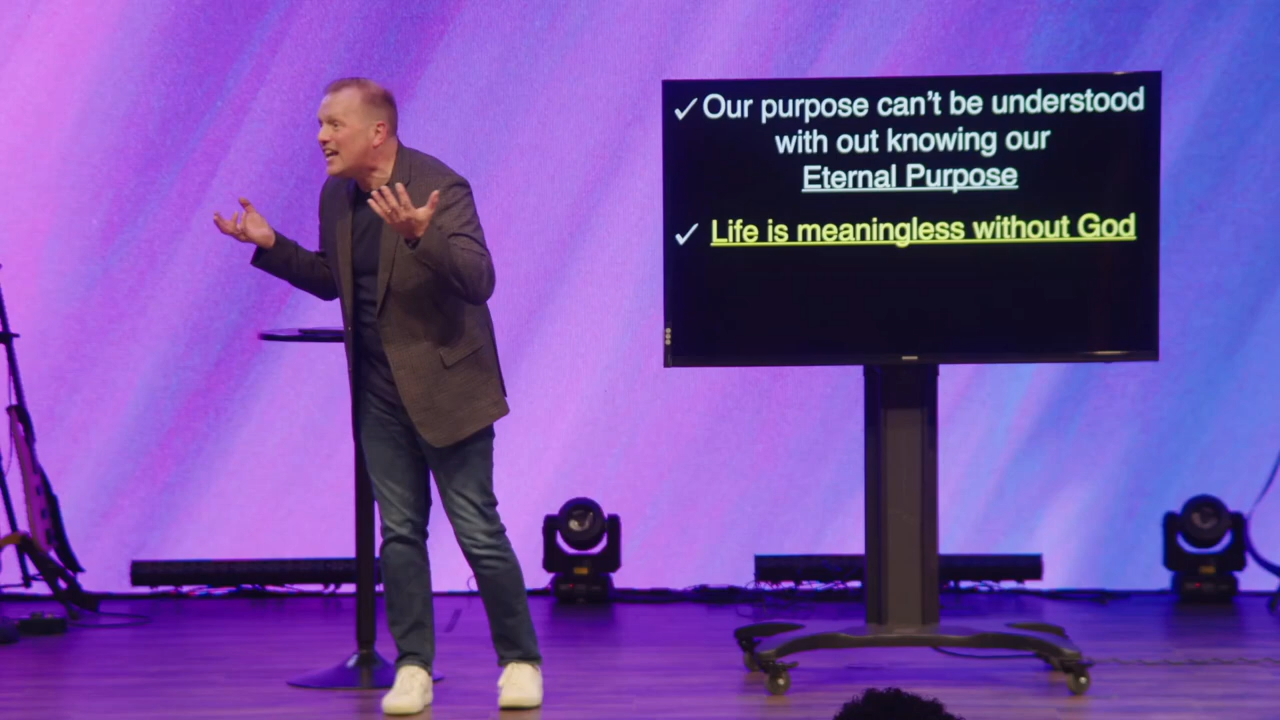 ✓ Our purpose can't be understood
with out knowing our
Eternal Purpose
✓ Life is meaningless without God